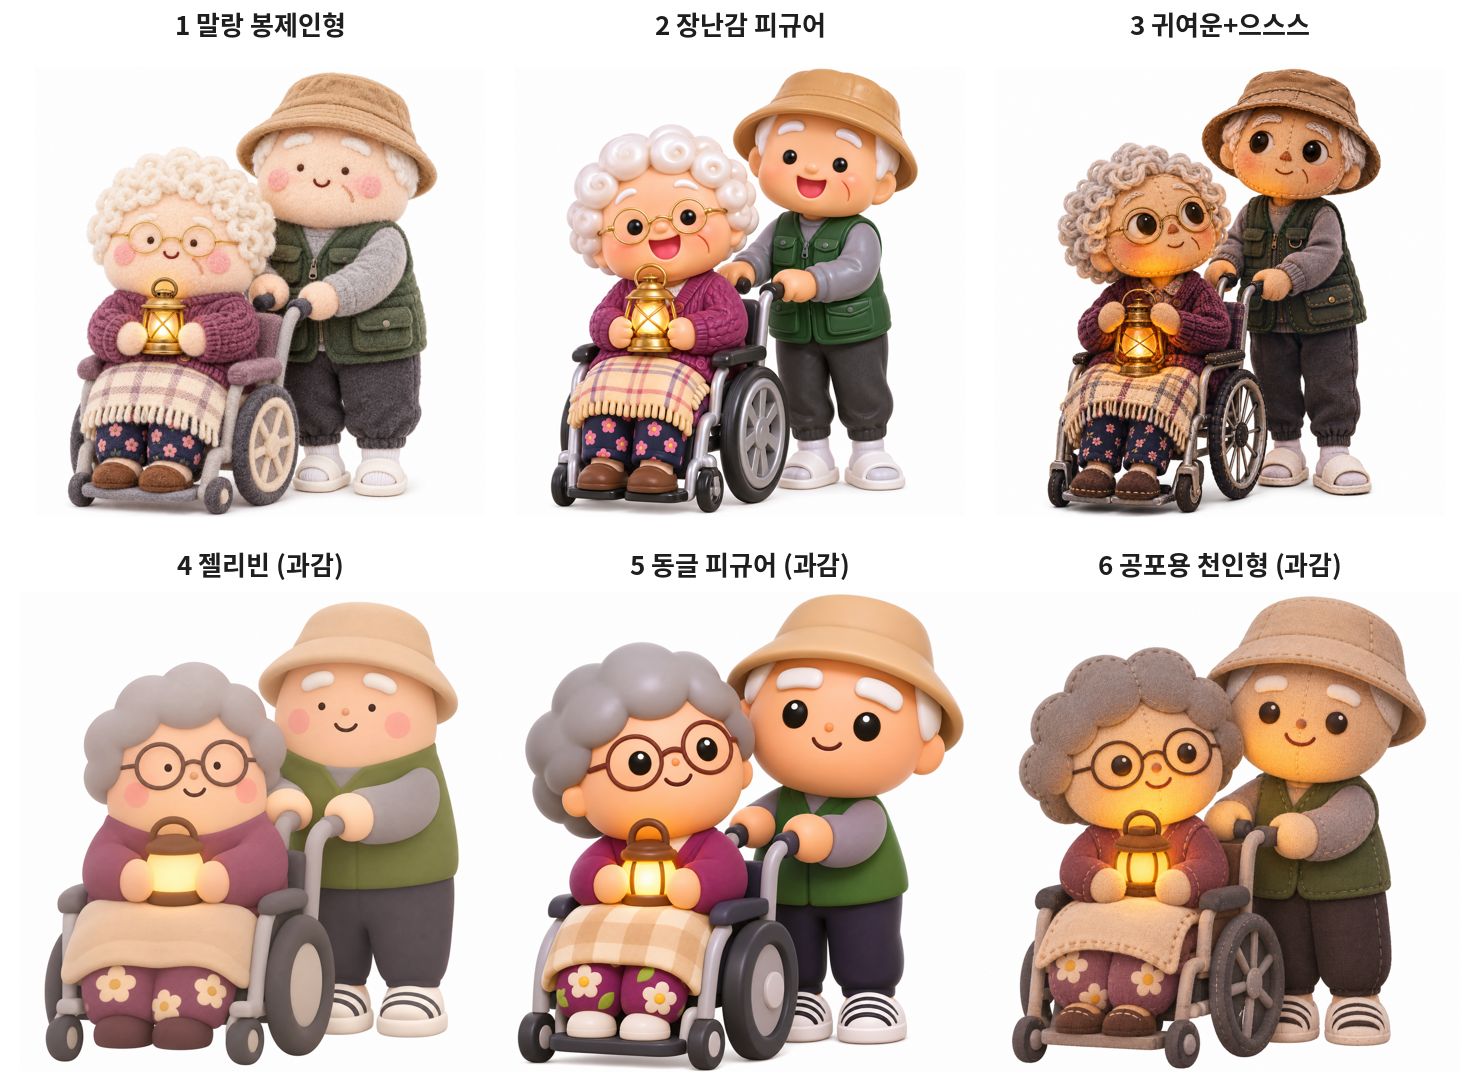 1 말랑 봉제인형
2 장난감 피규어
3 귀여운+으스스
4 젤리빈 (과감)
5 동글 피규어 (과감)
6 공포용 천인형 (과감)